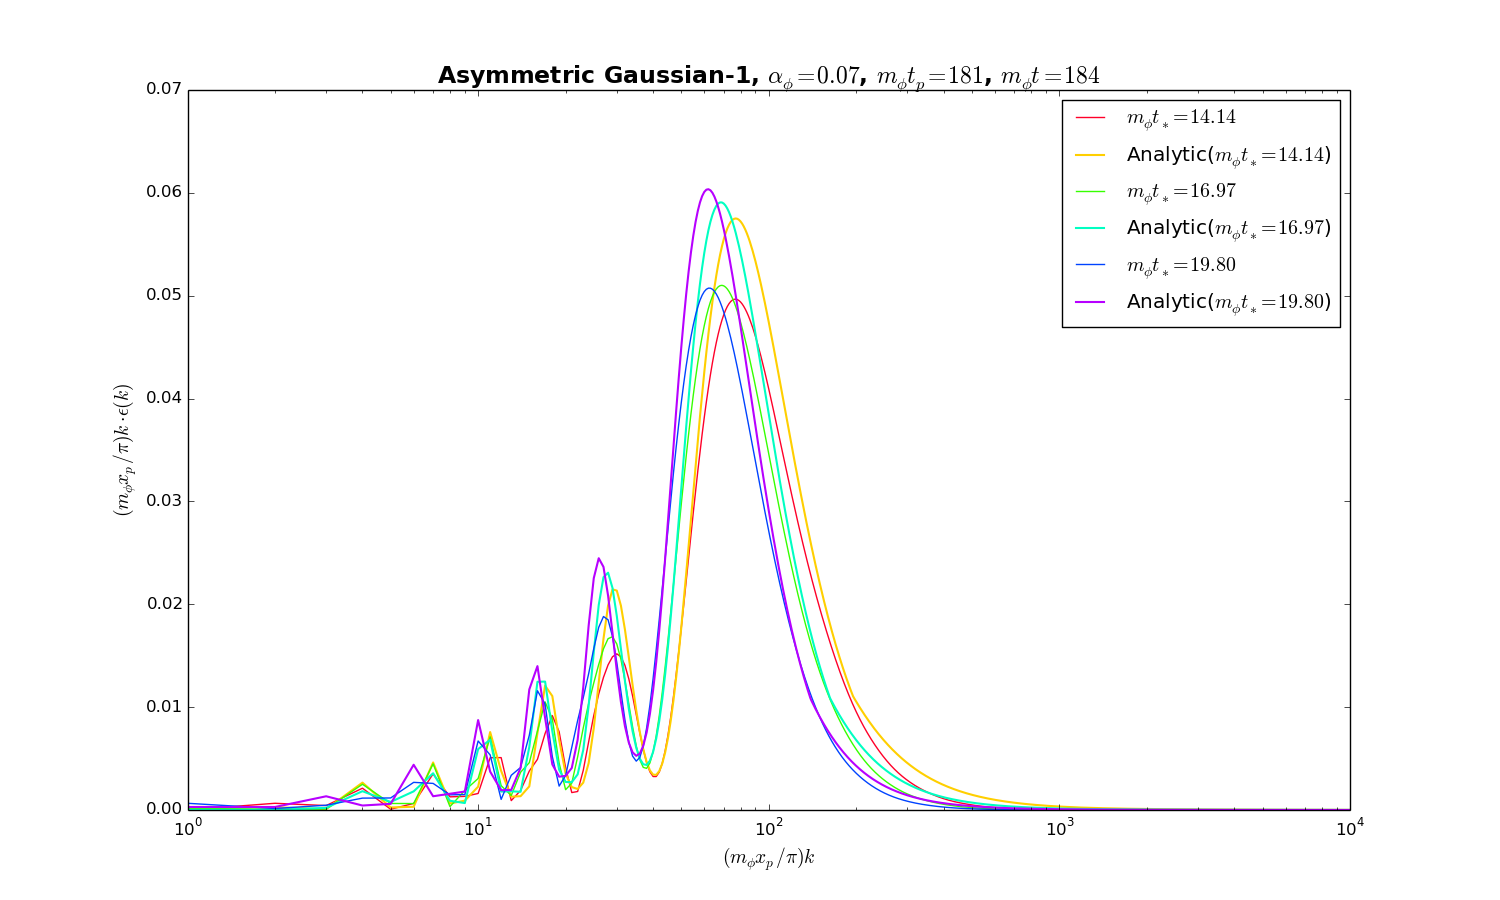 Asymmetric Gaussian-1, α_ϕ=0.07, m_ϕt_p=181, m_ϕt=184
0.07
0.06
0.05
0.04
0.03
0.02
0.01
0.00
(m_ϕx_p/π)k·ϵ(k)
m_ϕt_*=14.14
Analytic(m_ϕt_*=14.14)
m_ϕt_*=16.97
Analytic(m_ϕt_*=16.97)
m_ϕt_*=19.80
Analytic(m_ϕt_*=19.80)
10^0 10^1 10^2 10^3 10^4
(m_ϕx_p/π)k